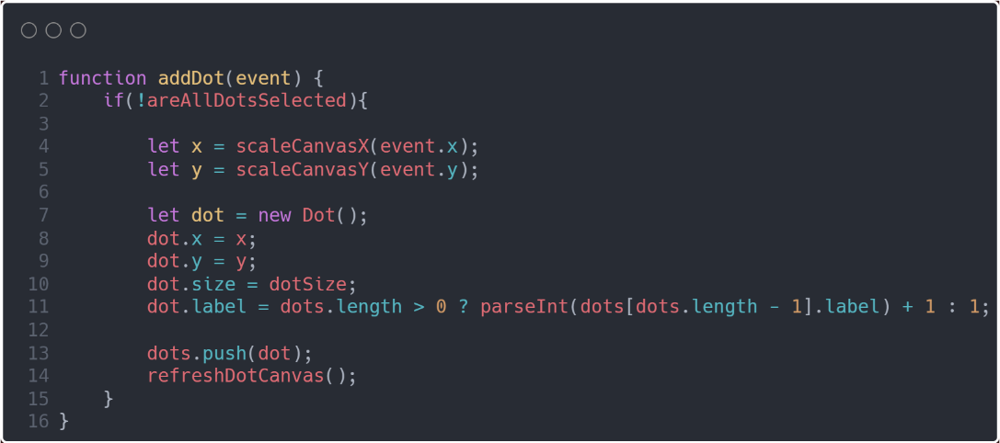 1 function addDot(event) {
2     if(!areAllDotsSelected){
3
4         let x = scaleCanvasX(event.x);
5         let y = scaleCanvasY(event.y);
6
7         let dot = new Dot();
8         dot.x = x;
9         dot.y = y;
10         dot.size = dotSize;
11         dot.label = dots.length > 0 ? parseInt(dots[dots.length - 1].label) + 1 : 1;
12
13         dots.push(dot);
14         refreshDotCanvas();
15     }
16 }